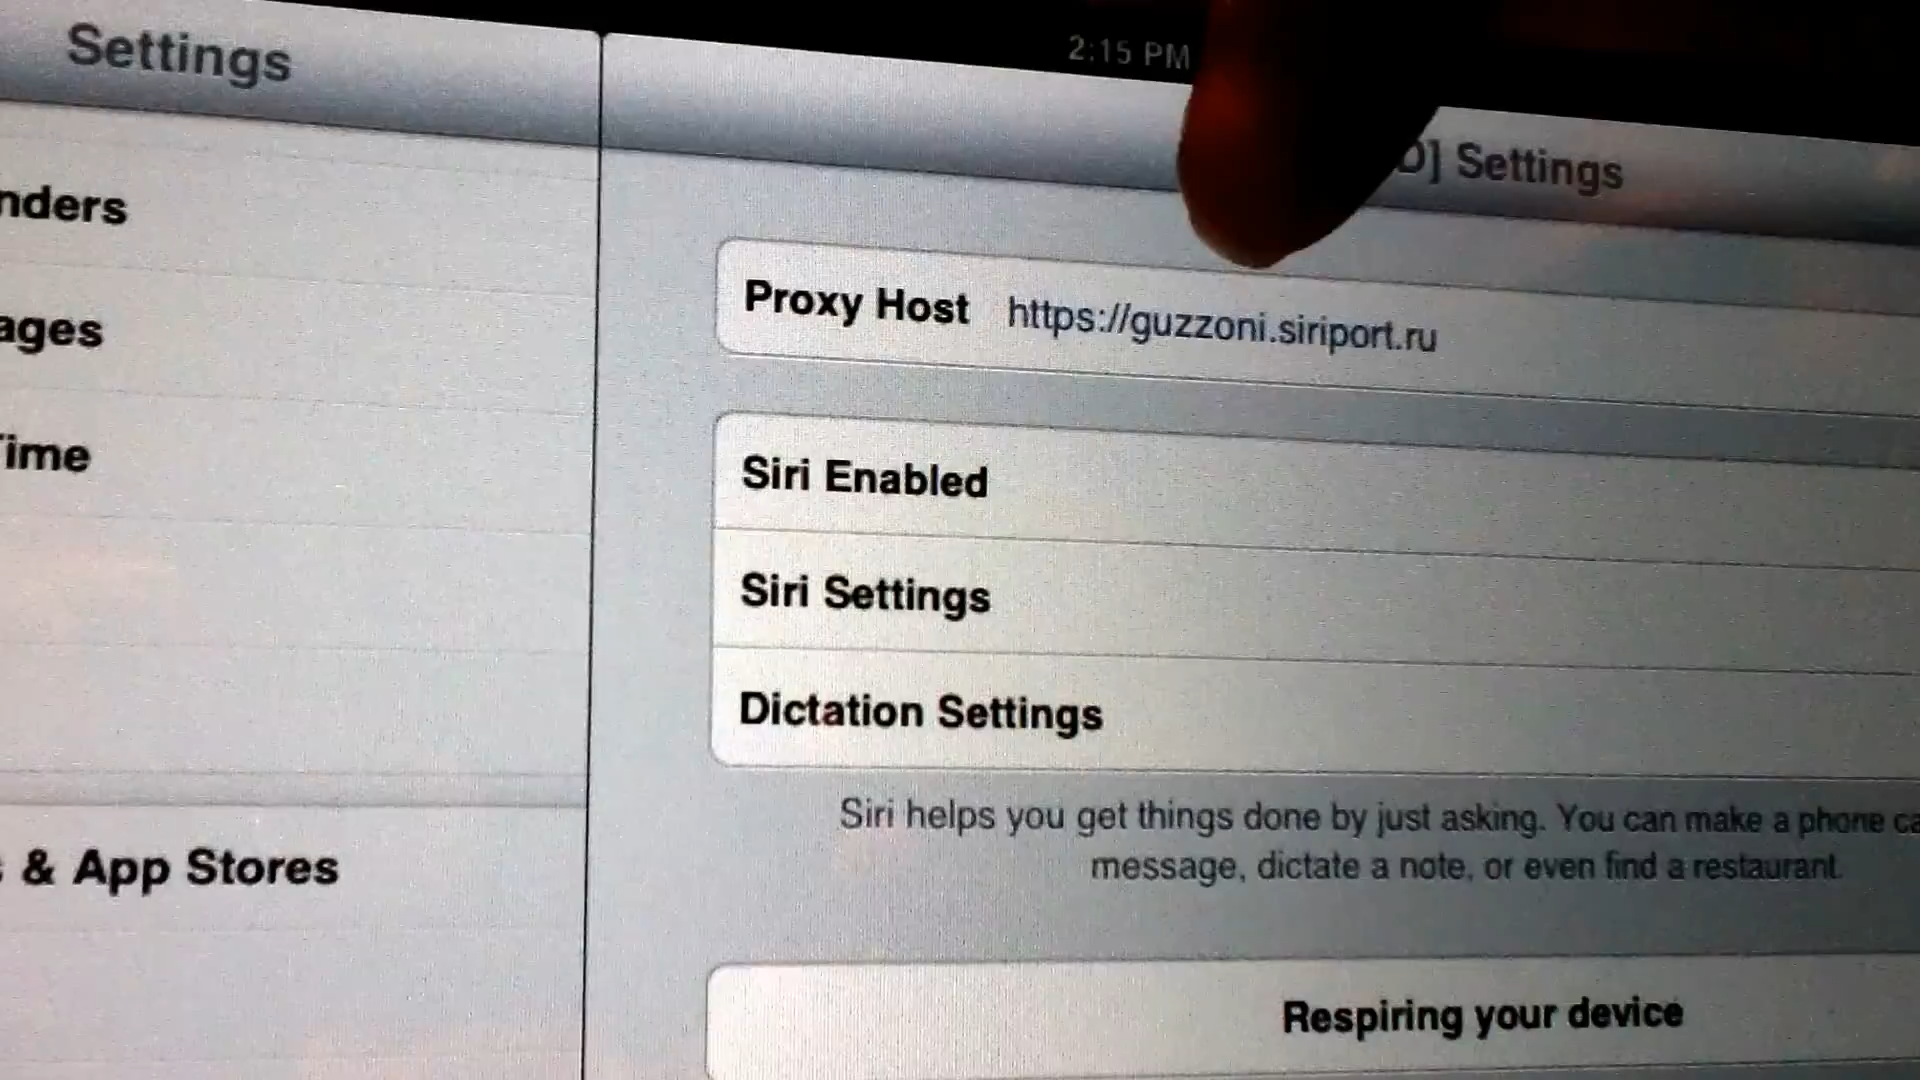 Settings
2:15 PM
] Settings
nders
ages
Time
& App Stores
Proxy Host https://guzzoni.siriport.ru
Siri Enabled
Siri Settings
Dictation Settings
Siri helps you get things done by just asking. You can make a phone ca
message, dictate a note, or even find a restaurant.
Respiring your device